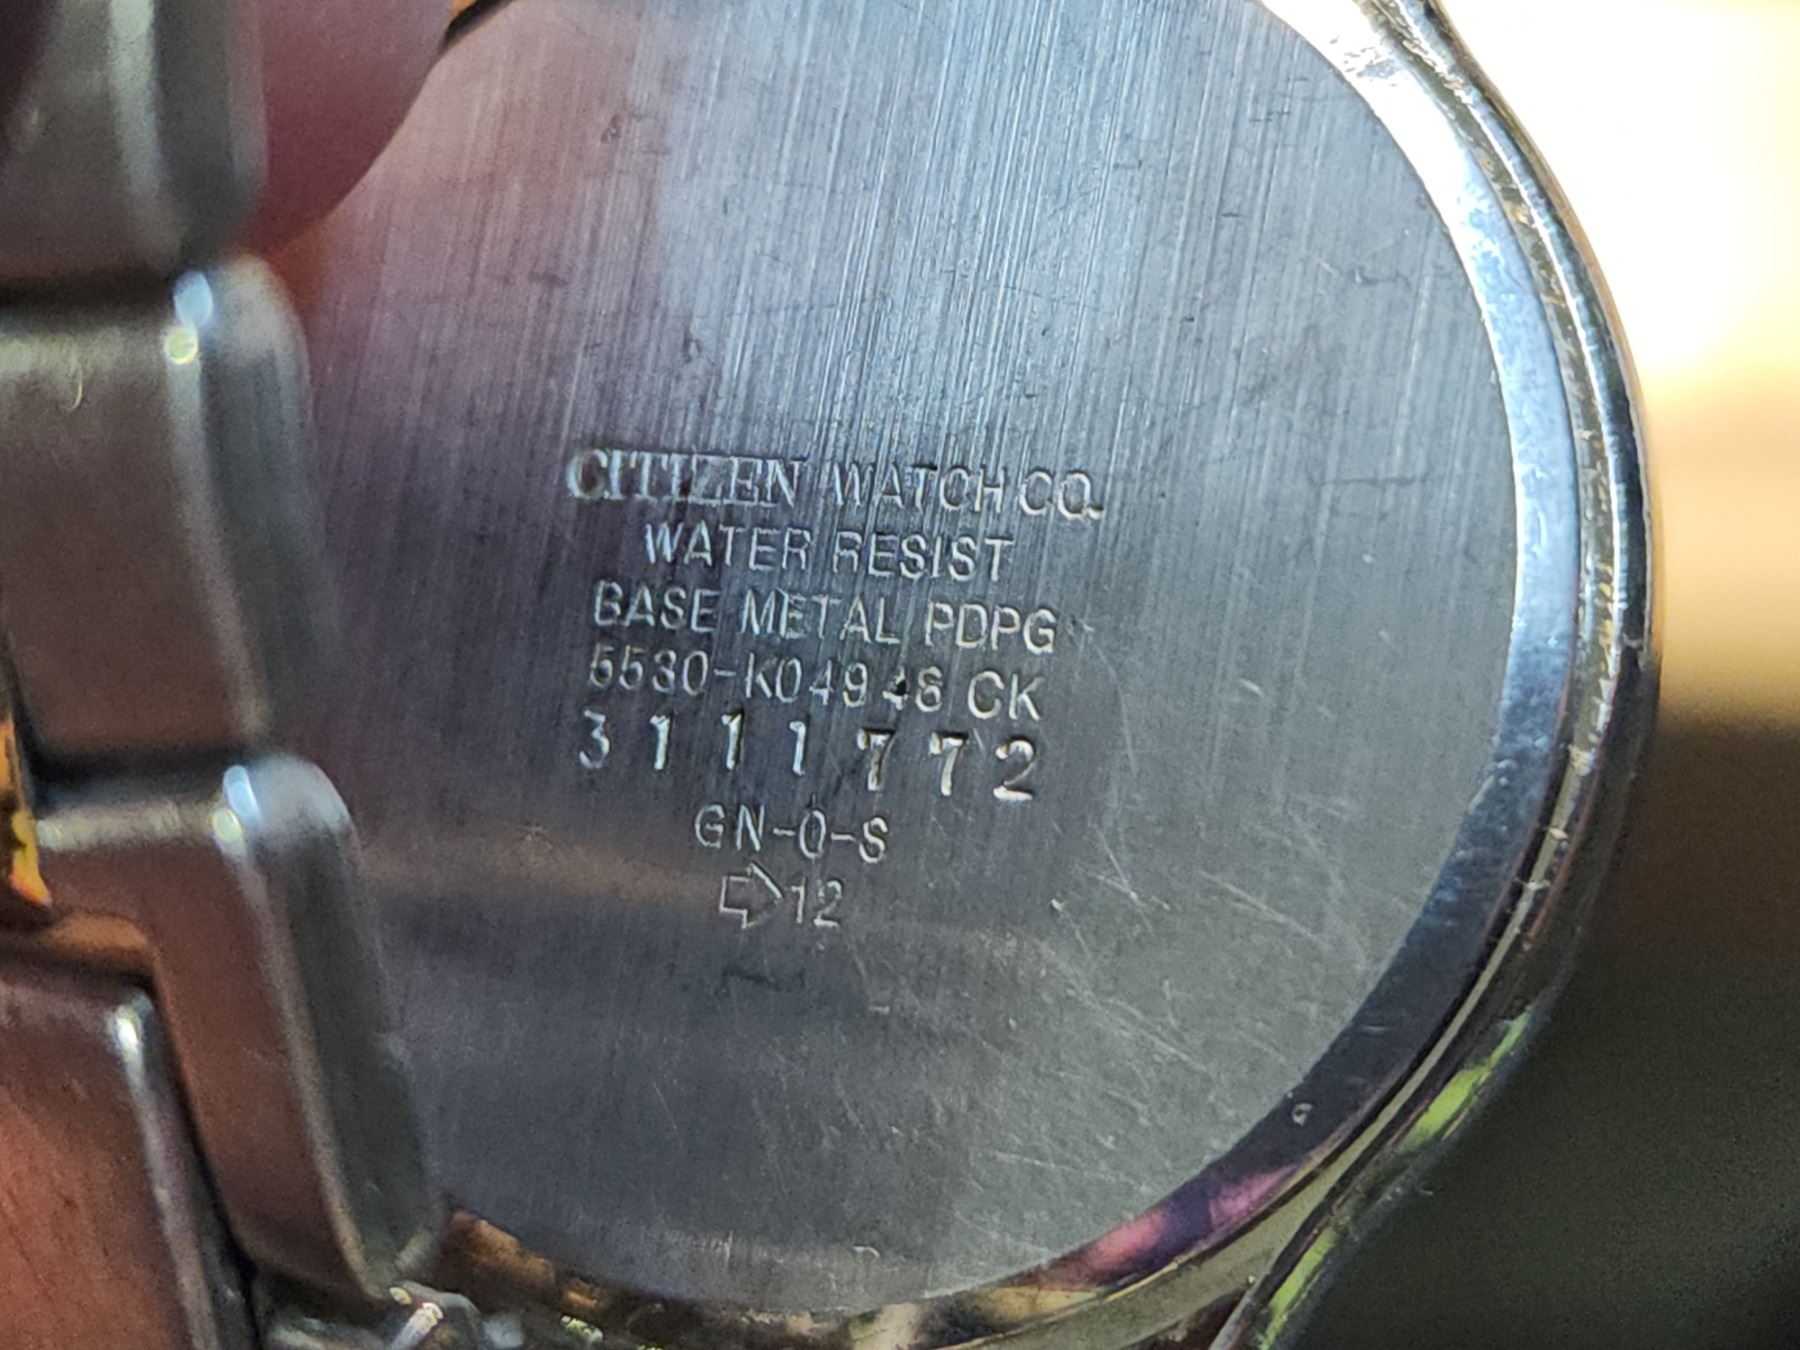 CITIZEN WATCH CO.
WATER RESIST
BASE METAL PDPG
5530-K04948 CK
3111772
GN-0-S
⇨12